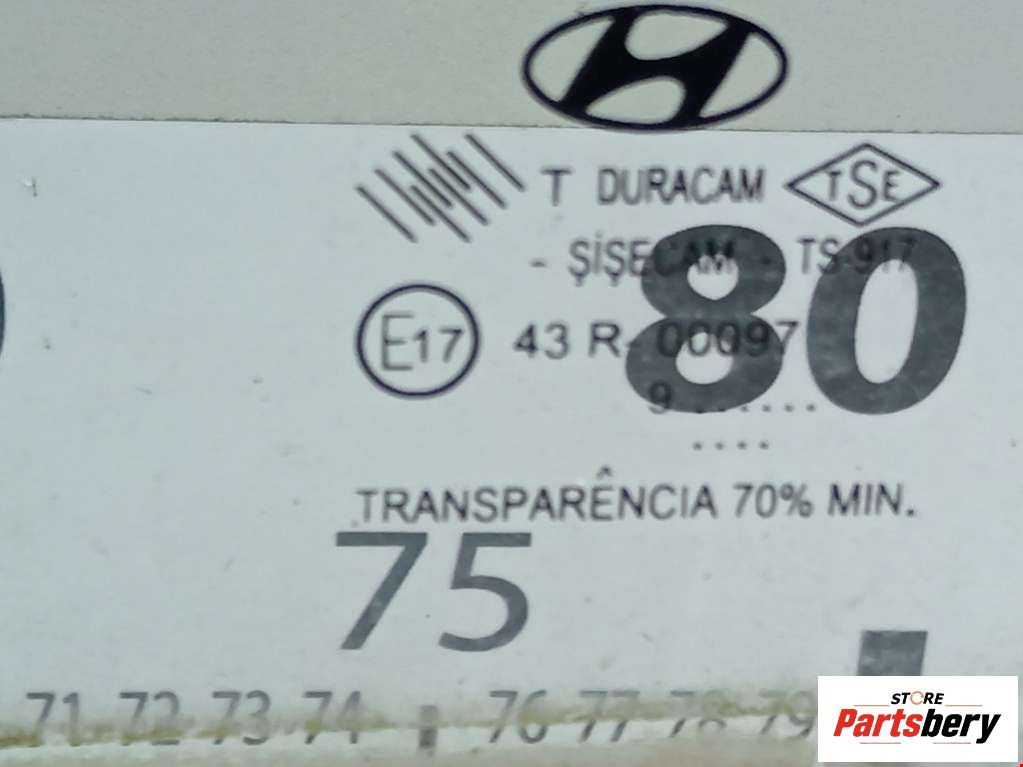 T DURACAM TSE
- ŞİŞECAM - TS 917
80
E17 43 R- 00097
9 ......
....
TRANSPARÊNCIA 70% MIN.
75
71 72 73 74 76 77 78 79
STORE
Partsbery